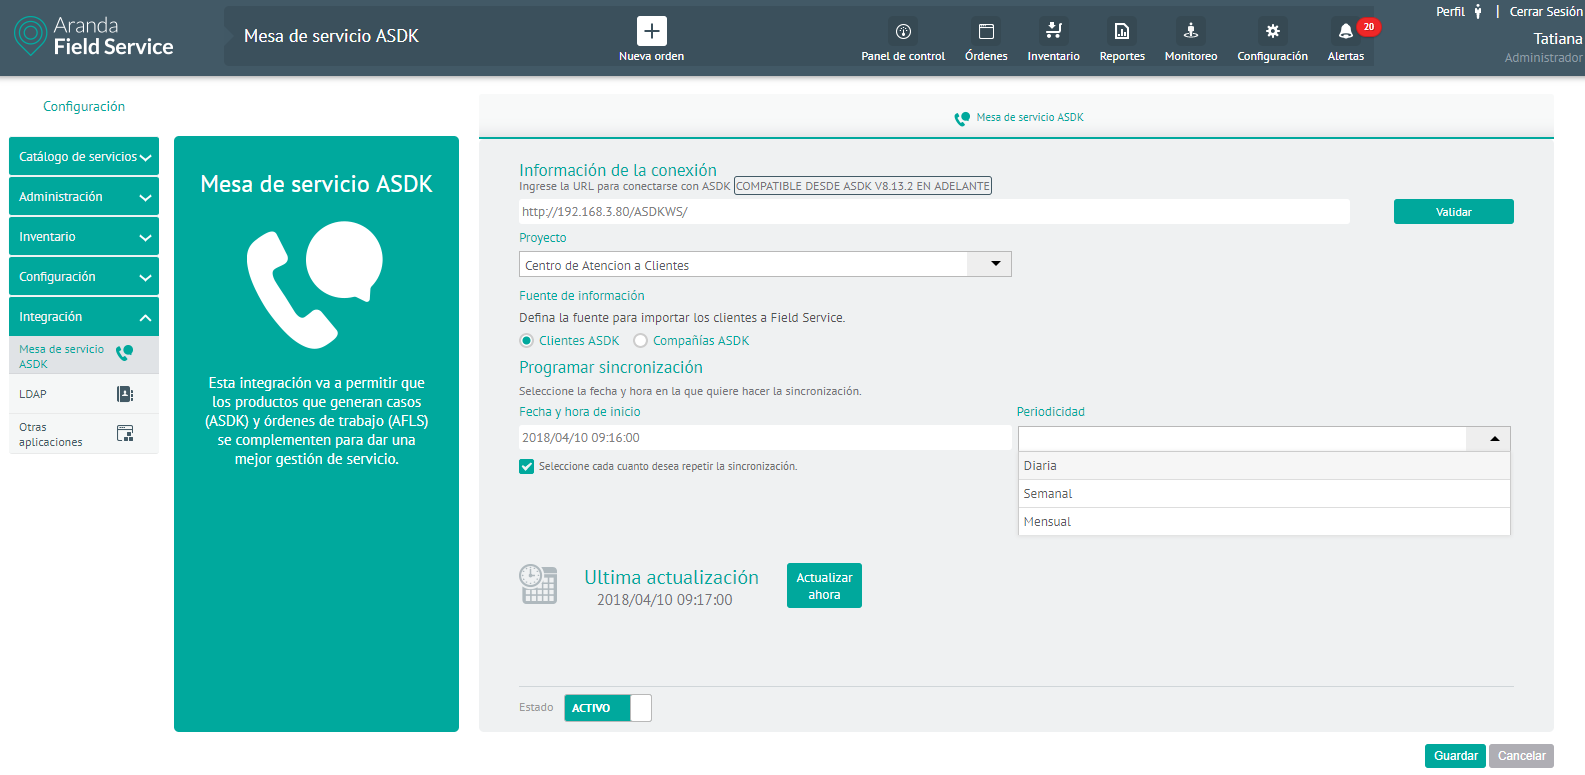 Aranda
Field Service
Mesa de servicio ASDK
Nueva orden
Panel de control
Órdenes
Inventario
Reportes
Monitoreo
Configuración
Alertas
20
Perfil | Cerrar Sesión
Tatiana
Administrador
Configuración
Catálogo de servicios
Administración
Inventario
Configuración
Integración
Mesa de servicio
ASDK
LDAP
Otras
aplicaciones
Mesa de servicio ASDK
Esta integración va a permitir que
los productos que generan casos
(ASDK) y órdenes de trabajo (AFLS)
se complementen para dar una
mejor gestión de servicio.
Mesa de servicio ASDK
Información de la conexión
Ingrese la URL para conectarse con ASDK COMPATIBLE DESDE ASDK V8.13.2 EN ADELANTE
http://192.168.3.80/ASDKWS/
Validar
Proyecto
Centro de Atencion a Clientes
Fuente de información
Defina la fuente para importar los clientes a Field Service.
Clientes ASDK Compañías ASDK
Programar sincronización
Seleccione la fecha y hora en la que quiere hacer la sincronización.
Fecha y hora de inicio
Periodicidad
2018/04/10 09:16:00
Seleccione cada cuanto desea repetir la sincronización.
Diaria
Semanal
Mensual
Ultima actualización
2018/04/10 09:17:00
Actualizar
ahora
Estado
ACTIVO
Guardar
Cancelar